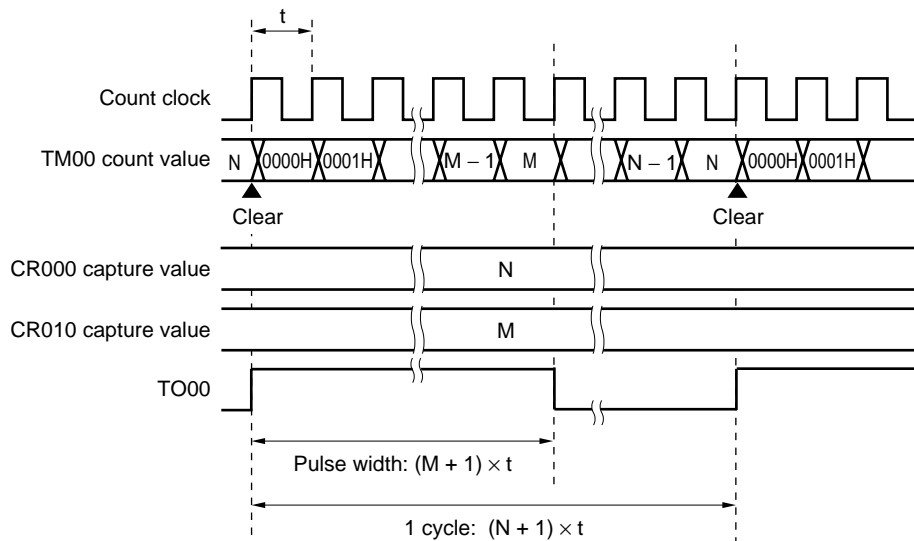 t
Count clock
TM00 count value N 0000H 0001H M – 1 M N – 1 N 0000H 0001H
Clear Clear
CR000 capture value N
CR010 capture value M
TO00
Pulse width: (M + 1) × t
1 cycle: (N + 1) × t